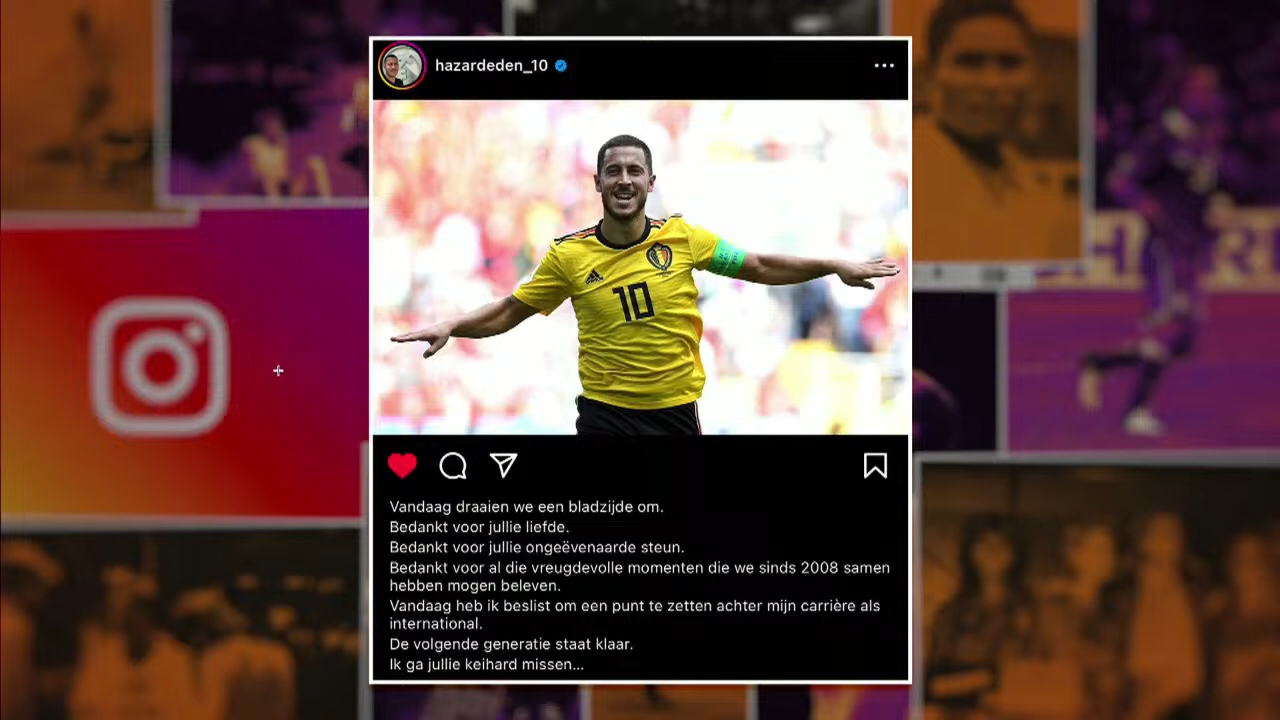 hazardeden_10
10
Vandaag draaien we een bladzijde om.
Bedankt voor jullie liefde.
Bedankt voor jullie ongeëvenaarde steun.
Bedankt voor al die vreugdevolle momenten die we sinds 2008 samen
hebben mogen beleven.
Vandaag heb ik beslist om een punt te zetten achter mijn carrière als
international.
De volgende generatie staat klaar.
Ik ga jullie keihard missen...